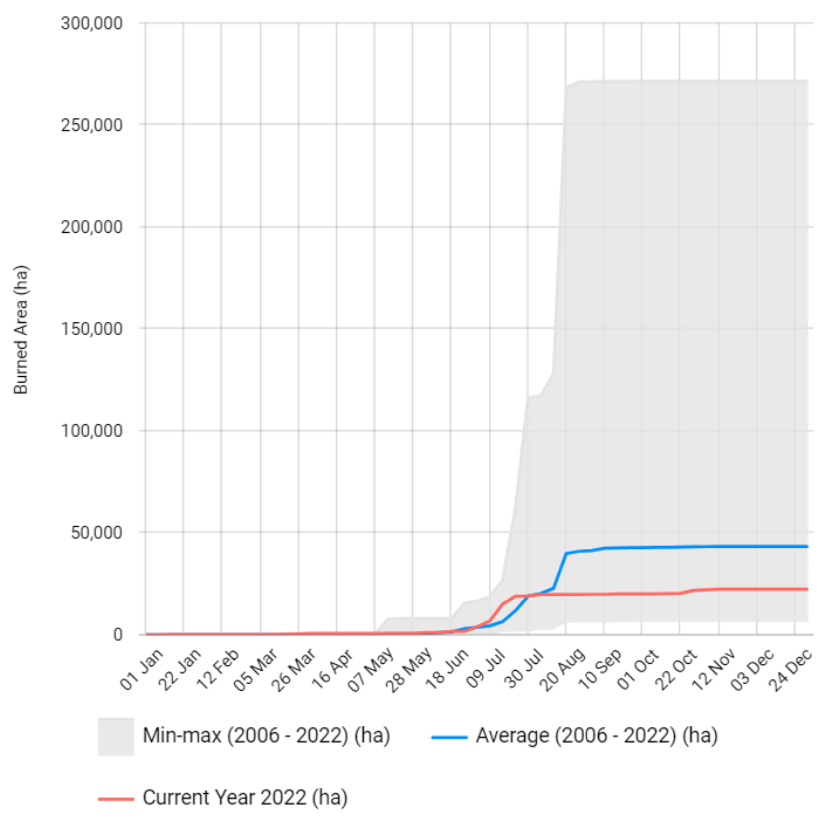 300,000
250,000
200,000
150,000
100,000
50,000
0
Burned Area (ha)
01 Jan
22 Jan
12 Feb
05 Mar
26 Mar
16 Apr
07 May
28 May
18 Jun
09 Jul
30 Jul
20 Aug
10 Sep
01 Oct
22 Oct
12 Nov
03 Dec
24 Dec
Min-max (2006 - 2022) (ha)
Average (2006 - 2022) (ha)
Current Year 2022 (ha)